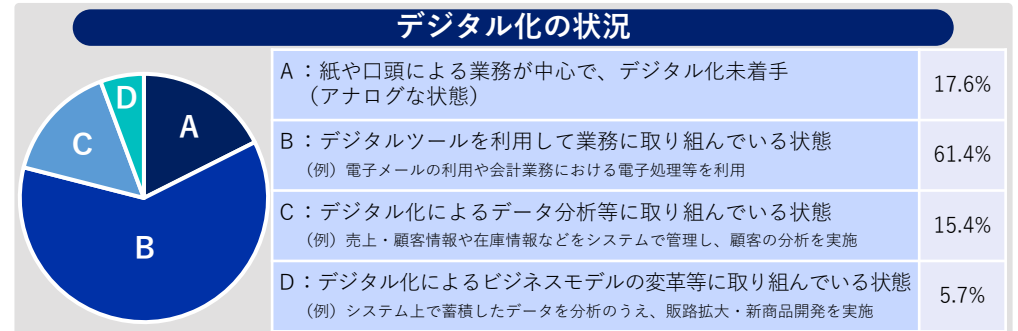 デジタル化の状況
A：紙や口頭による業務が中心で、デジタル化未着手
（アナログな状態）
17.6%
B：デジタルツールを利用して業務に取り組んでいる状態
（例）電子メールの利用や会計業務における電子処理等を利用
61.4%
C：デジタル化によるデータ分析等に取り組んでいる状態
（例）売上・顧客情報や在庫情報などをシステムで管理し、顧客の分析を実施
15.4%
D：デジタル化によるビジネスモデルの変革等に取り組んでいる状態
（例）システム上で蓄積したデータを分析のうえ、販路拡大・新商品開発を実施
5.7%
A
B
C
D